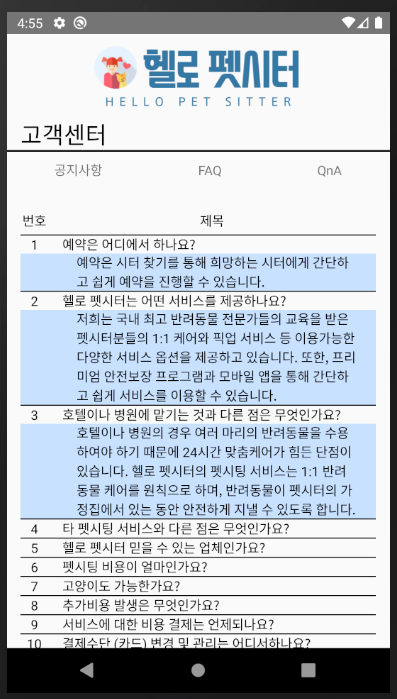 4:55
헬로 펫시터
HELLO PET SITTER
고객센터
공지사항 FAQ QnA
번호 제목
1 예약은 어디에서 하나요?
예약은 시터 찾기를 통해 희망하는 시터에게 간단하
고 쉽게 예약을 진행할 수 있습니다.
2 헬로 펫시터는 어떤 서비스를 제공하나요?
저희는 국내 최고 반려동물 전문가들의 교육을 받은
펫시터분들의 1:1 케어와 픽업 서비스 등 이용가능한
다양한 서비스 옵션을 제공하고 있습니다. 또한, 프리
미엄 안전보장 프로그램과 모바일 앱을 통해 간단하
고 쉽게 서비스를 이용할 수 있습니다.
3 호텔이나 병원에 맡기는 것과 다른 점은 무엇인가요?
호텔이나 병원의 경우 여러 마리의 반려동물을 수용
하여야 하기 때문에 24시간 맞춤케어가 힘든 단점이
있습니다. 헬로 펫시터의 펫시팅 서비스는 1:1 반려
동물 케어를 원칙으로 하며, 반려동물이 펫시터의 가
정집에서 있는 동안 안전하게 지낼 수 있도록 합니다.
4 타 펫시팅 서비스와 다른 점은 무엇인가요?
5 헬로 펫시터 믿을 수 있는 업체인가요?
6 펫시팅 비용이 얼마인가요?
7 고양이도 가능한가요?
8 추가비용 발생은 무엇인가요?
9 서비스에 대한 비용 결제는 언제되나요?
10 결제수단 (카드) 변경 및 관리는 어디서하나요?